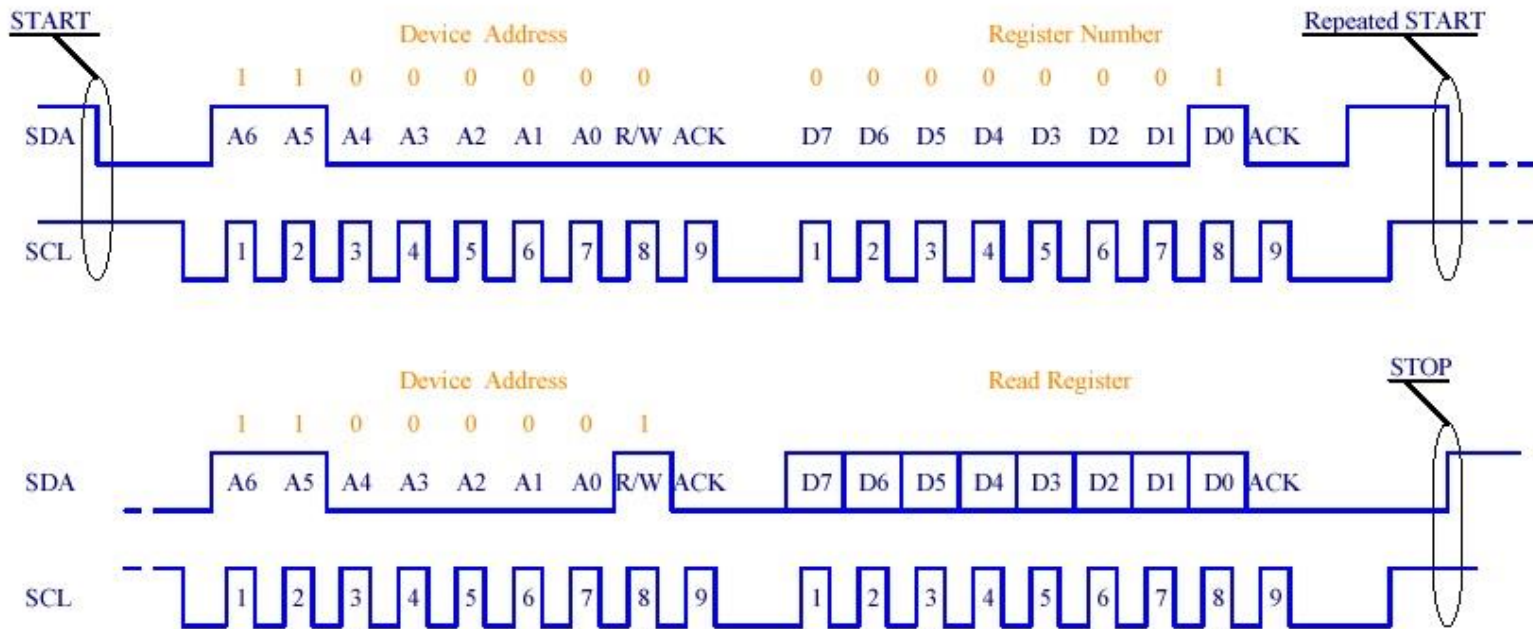 START
Repeated START
Device Address
Register Number
1 1 0 0 0 0 0 0
0 0 0 0 0 0 0 1
SDA
A6 A5 A4 A3 A2 A1 A0 R/W ACK
D7 D6 D5 D4 D3 D2 D1 D0 ACK
SCL
1 2 3 4 5 6 7 8 9
1 2 3 4 5 6 7 8 9
STOP
Device Address
Read Register
1 1 0 0 0 0 0 1
SDA
A6 A5 A4 A3 A2 A1 A0 R/W ACK
D7 D6 D5 D4 D3 D2 D1 D0 ACK
SCL
1 2 3 4 5 6 7 8 9
1 2 3 4 5 6 7 8 9